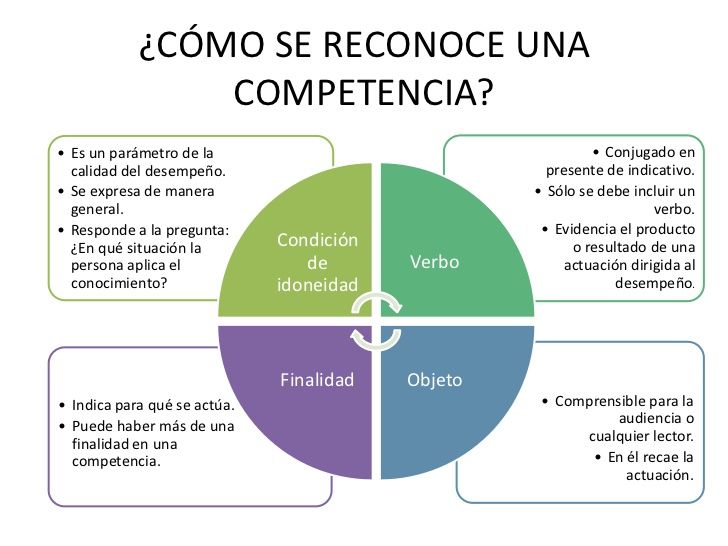 ¿CÓMO SE RECONOCE UNA
COMPETENCIA?
• Es un parámetro de la
calidad del desempeño.
• Se expresa de manera
general.
• Responde a la pregunta:
¿En qué situación la
persona aplica el
conocimiento?
Condición
de
idoneidad
Verbo
• Conjugado en
presente de indicativo.
• Sólo se debe incluir un
verbo.
• Evidencia el producto
o resultado de una
actuación dirigida al
desempeño.
Finalidad
• Indica para qué se actúa.
• Puede haber más de una
finalidad en una
competencia.
Objeto
• Comprensible para la
audiencia o
cualquier lector.
• En él recae la
actuación.